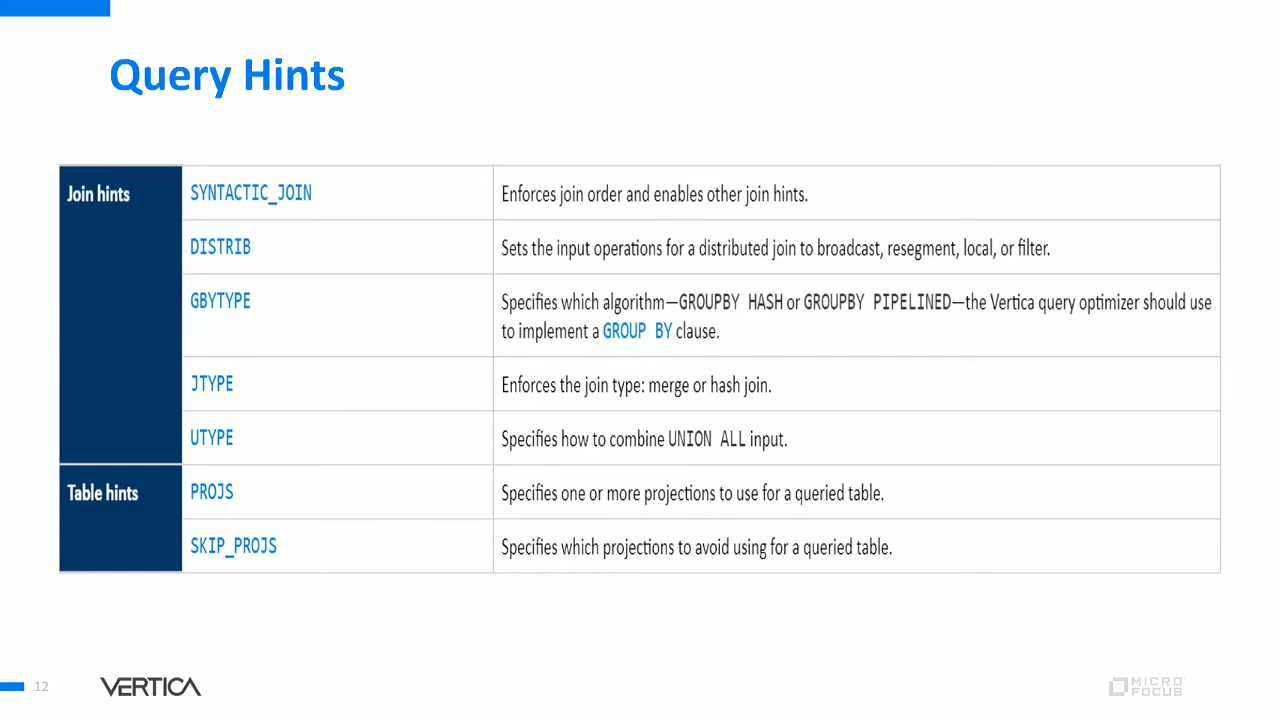 Query Hints
Join hints
SYNTACTIC_JOIN
Enforces join order and enables other join hints.
DISTRIB
Sets the input operations for a distributed join to broadcast, resegment, local, or filter.
GBYTYPE
Specifies which algorithm—GROUPBY HASH or GROUPBY PIPELINED—the Vertica query optimizer should use
to implement a GROUP BY clause.
JTYPE
Enforces the join type: merge or hash join.
UTYPE
Specifies how to combine UNION ALL input.
Table hints
PROJS
Specifies one or more projections to use for a queried table.
SKIP_PROJS
Specifies which projections to avoid using for a queried table.
12
VERTICA
MICRO
FOCUS